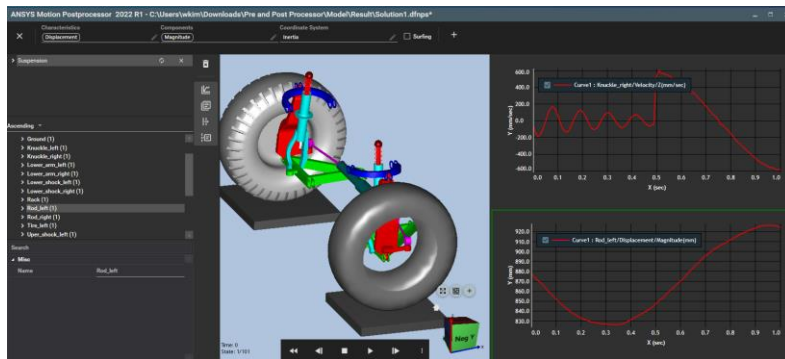 ANSYS Motion Postprocessor 2022 R1 - C:\Users\wkim\Downloads\Pre and Post Processor\Model\Result\Solution1.dfnps*
Characteristics Components Coordinate System
Displacement Magnitude Inertia Surfing
Suspension
Ascending
Ground (1)
Knuckle_left (1)
Knuckle_right (1)
Lower_arm_left (1)
Lower_arm_right (1)
Lower_shock_left (1)
Lower_shock_right (1)
Rack (1)
Rod_left (1)
Rod_right (1)
Tire_left (1)
Uper_shock_left (1)
Search
Misc
Name Rod_left
Time: 0
State: 1/101
Neg Y
600.0
400.0
200.0
0.0
-200.0
-400.0
-600.0
Y (mm/sec)
Curve1 : Knuckle_right/Velocity/Z(mm/sec)
0.0 0.1 0.2 0.3 0.4 0.5 0.6 0.7 0.8 0.9 1.0
X (sec)
920.0
910.0
900.0
890.0
880.0
870.0
860.0
850.0
840.0
830.0
Y (mm)
Curve1 : Rod_left/Displacement/Magnitude(mm)
0.0 0.1 0.2 0.3 0.4 0.5 0.6 0.7 0.8 0.9 1.0
X (sec)